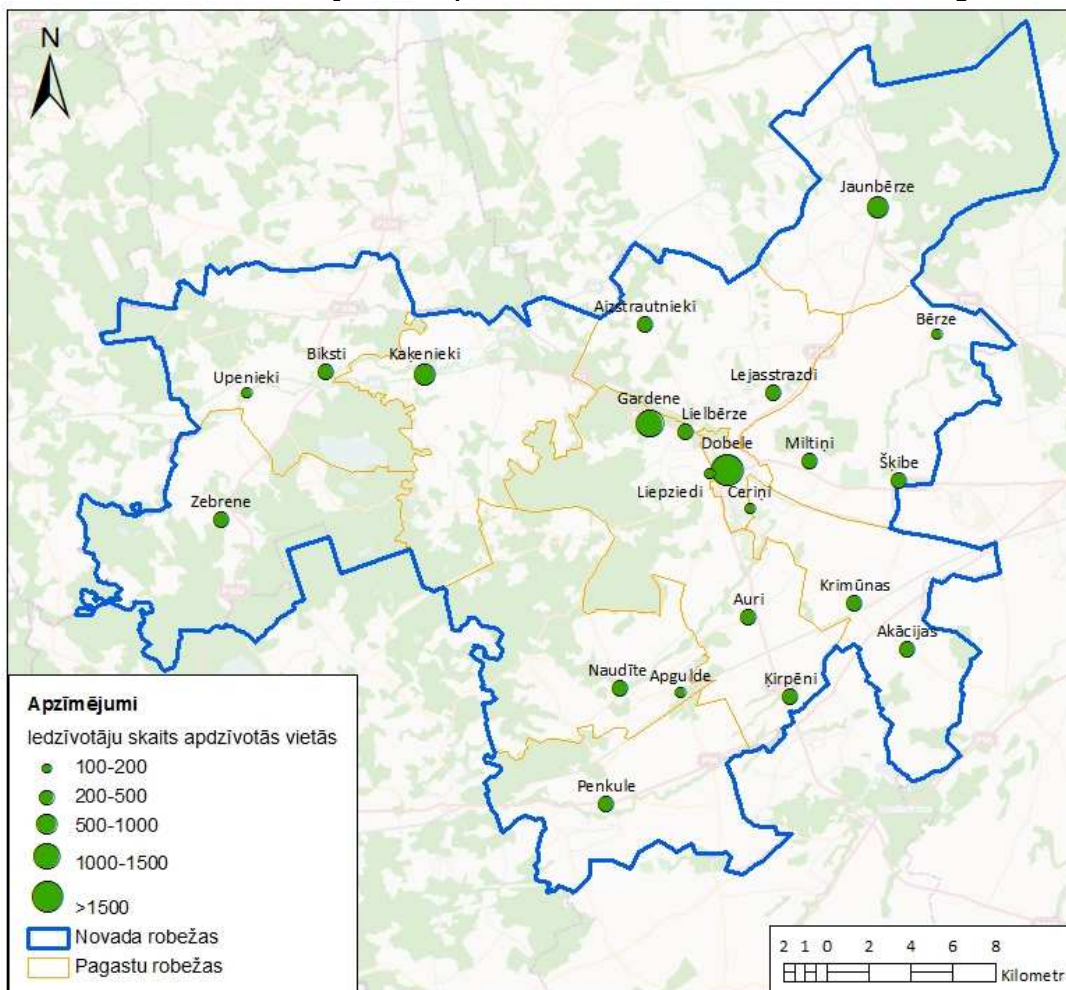 N
Jaunbērze
Aizstrautnieki
Bērze
Biksti
Kaķenieki
Upenieki
Lejasstrazdi
Gardene
Lielbērze
Dobele
Miltiņi
Šķibe
Liepziedi
Ceriņi
Zebrene
Krimūnas
Auri
Akācijas
Naudīte
Apgulde
Ķirpēni
Penkule
Apzīmējumi
Iedzīvotāju skaits apdzīvotās vietās
100-200
200-500
500-1000
1000-1500
>1500
Novada robežas
Pagastu robežas
2 1 0 2 4 6 8
Kilometri